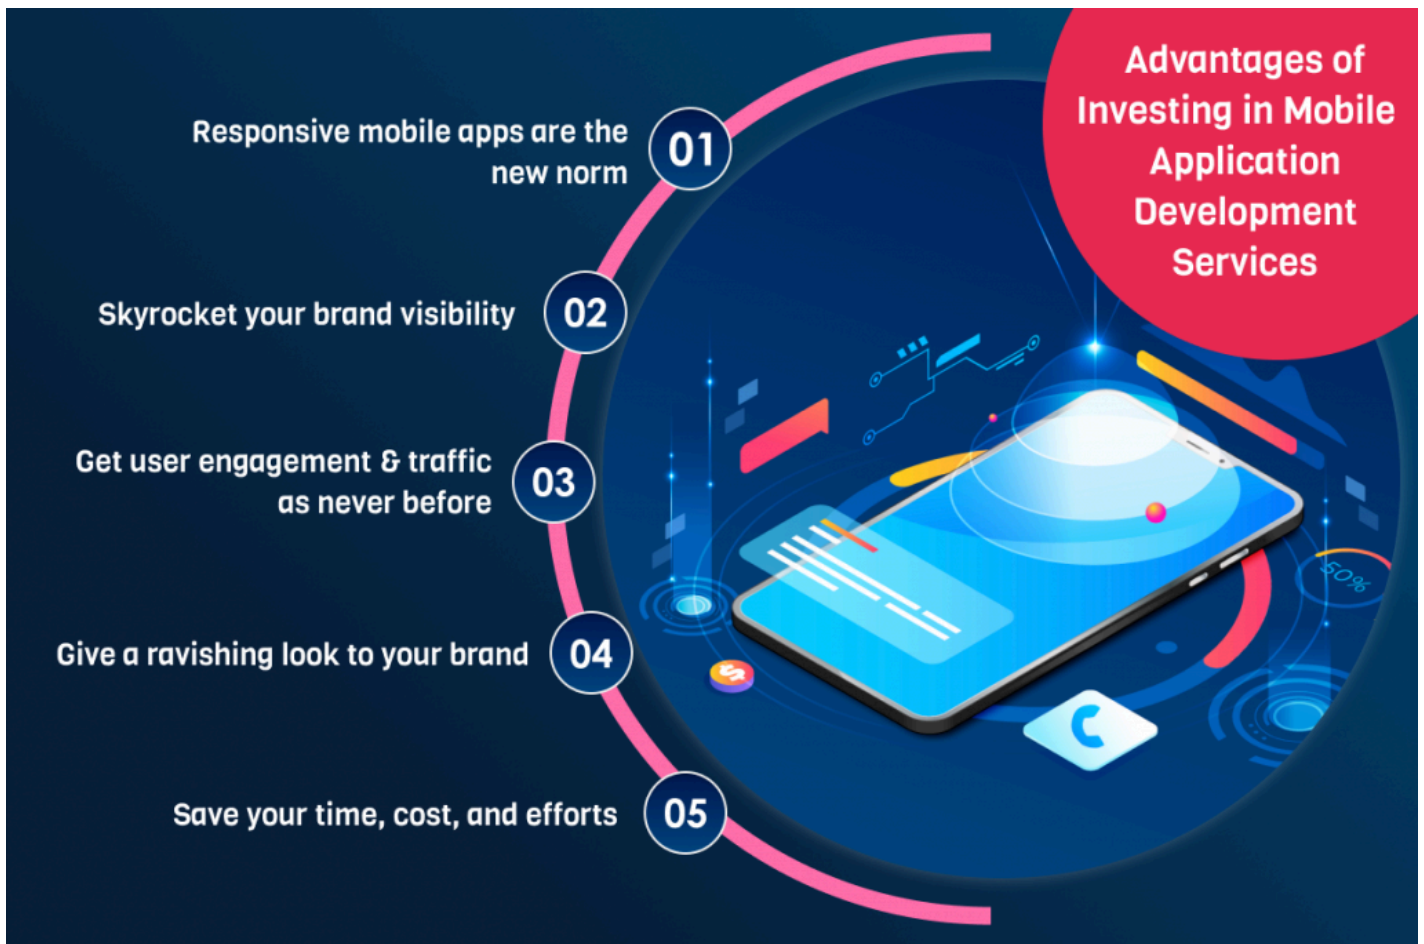 Advantages of
Investing in Mobile
Application
Development
Services
Responsive mobile apps are the
new norm
01
Skyrocket your brand visibility
02
Get user engagement & traffic
as never before
03
Give a ravishing look to your brand
04
Save your time, cost, and efforts
05
50%
$